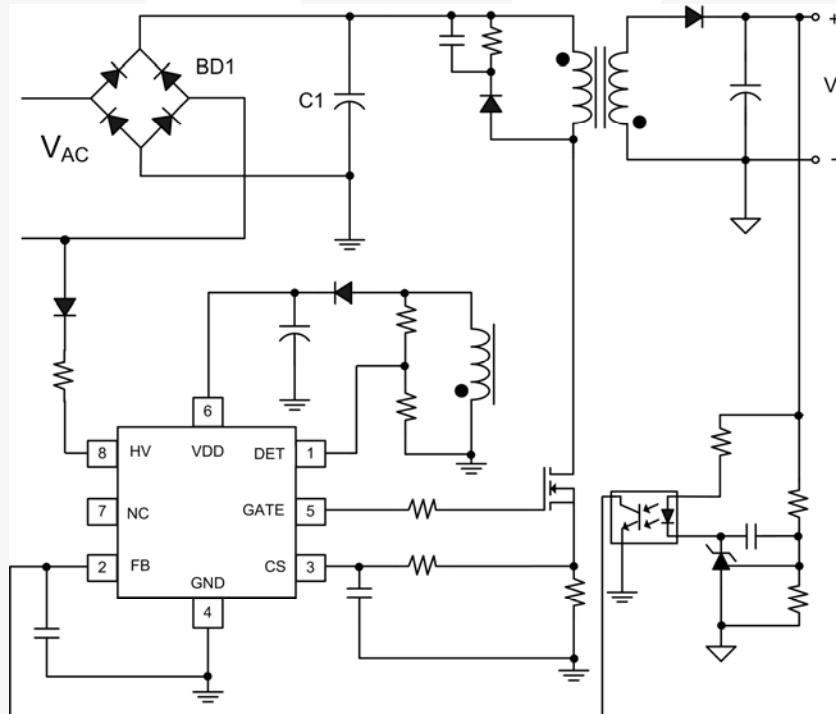 +
BD1
C1
V
VAC
-
6
8 HV VDD DET 1
7 NC GATE 5
2 FB CS 3
GND
4